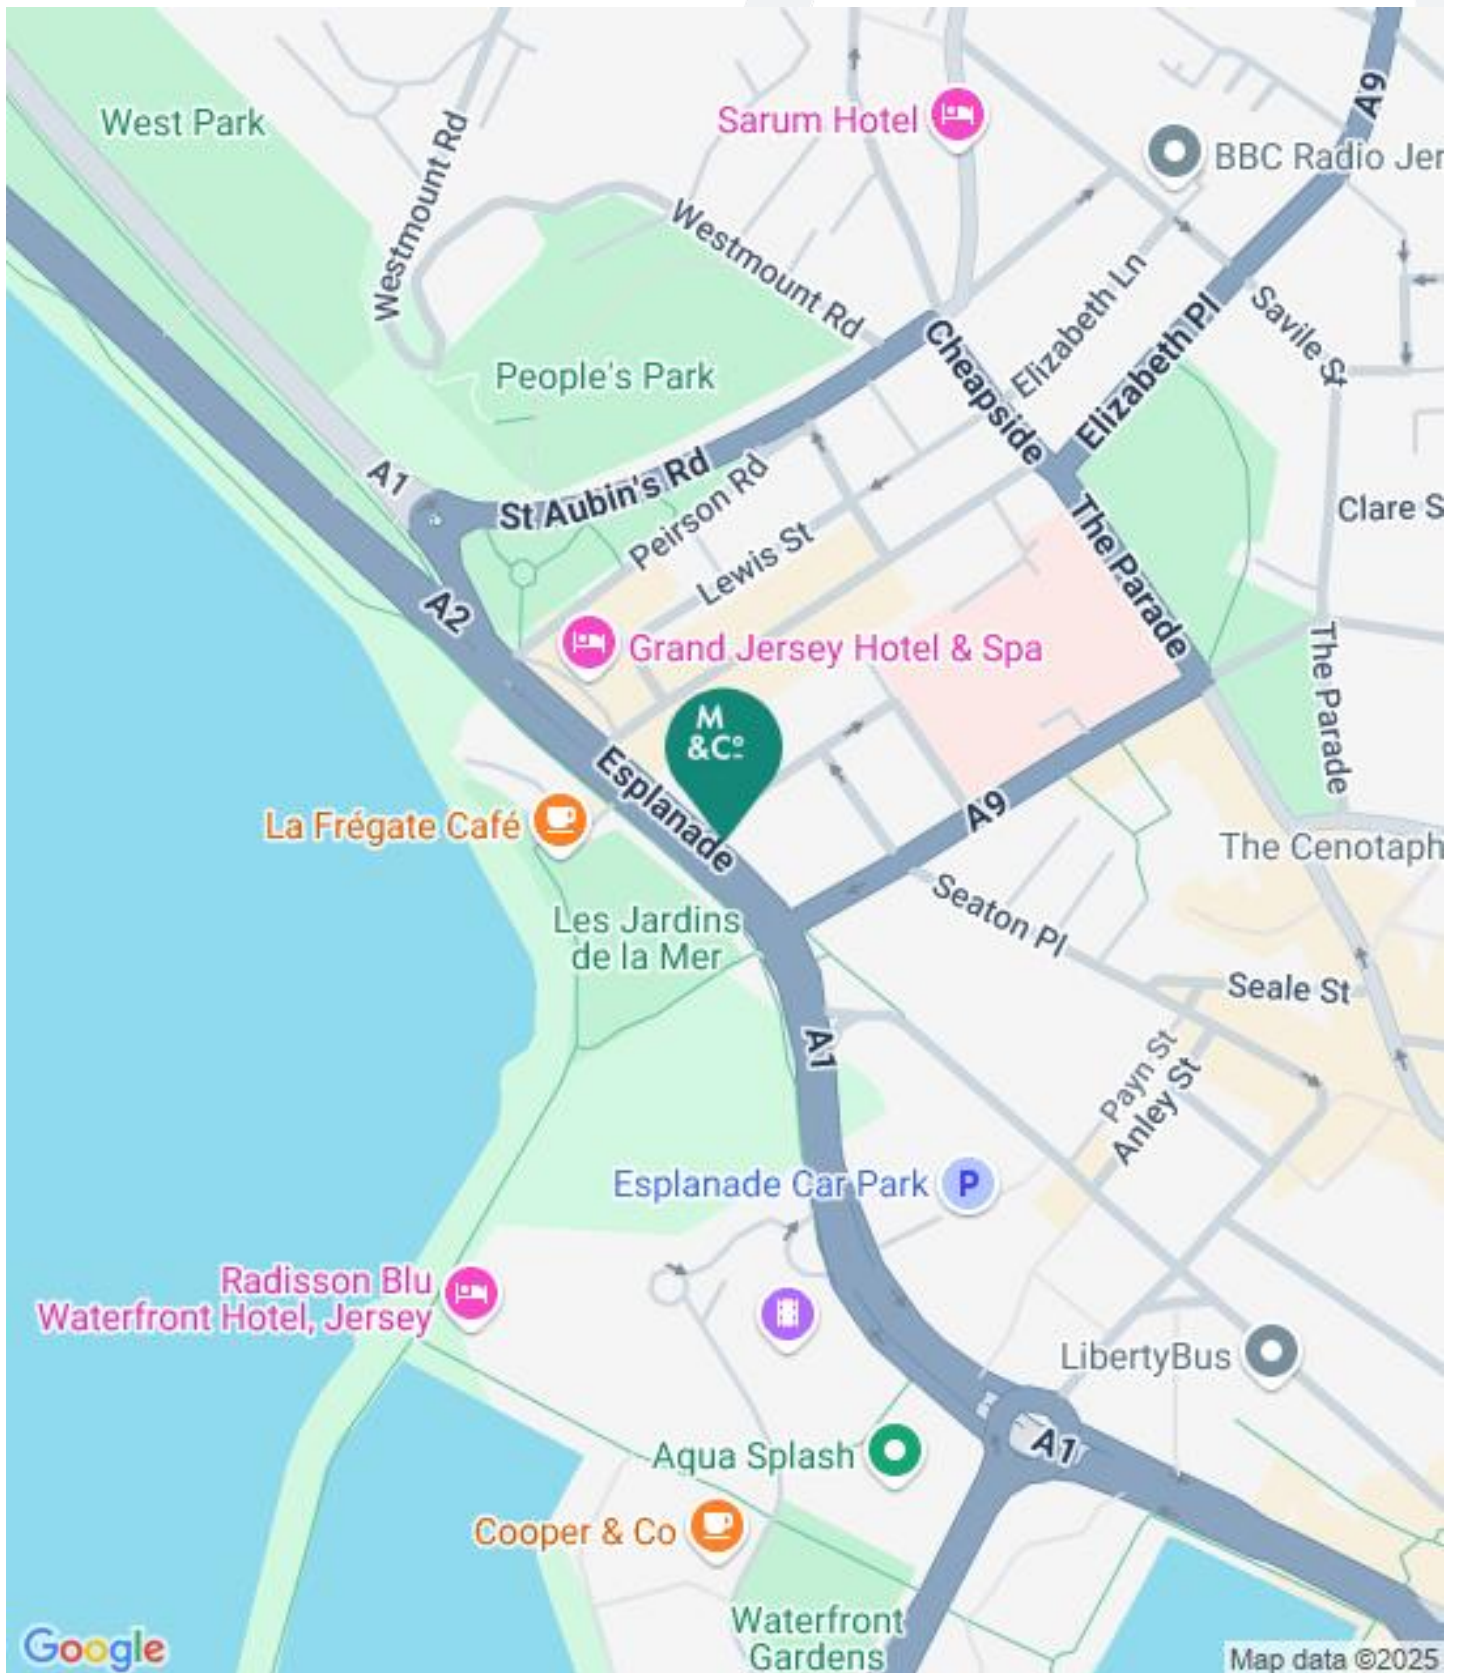 West Park
Westmount Rd
Sarum Hotel
BBC Radio Jer
A9
Westmount Rd
People's Park
Cheapside
Elizabeth Ln
Elizabeth Pl
Savile St
A1
St Aubin's Rd
Peirson Rd
Lewis St
Clare S
The Parade
A2
Grand Jersey Hotel & Spa
The Parade
M
&Cº
Esplanade
La Frégate Café
A9
The Cenotaph
Seaton Pl
Les Jardins
de la Mer
Seale St
A1
Payn St
Anley St
Esplanade Car Park
P
Radisson Blu
Waterfront Hotel, Jersey
LibertyBus
A1
Aqua Splash
Cooper & Co
Waterfront
Gardens
Google
Map data ©2025